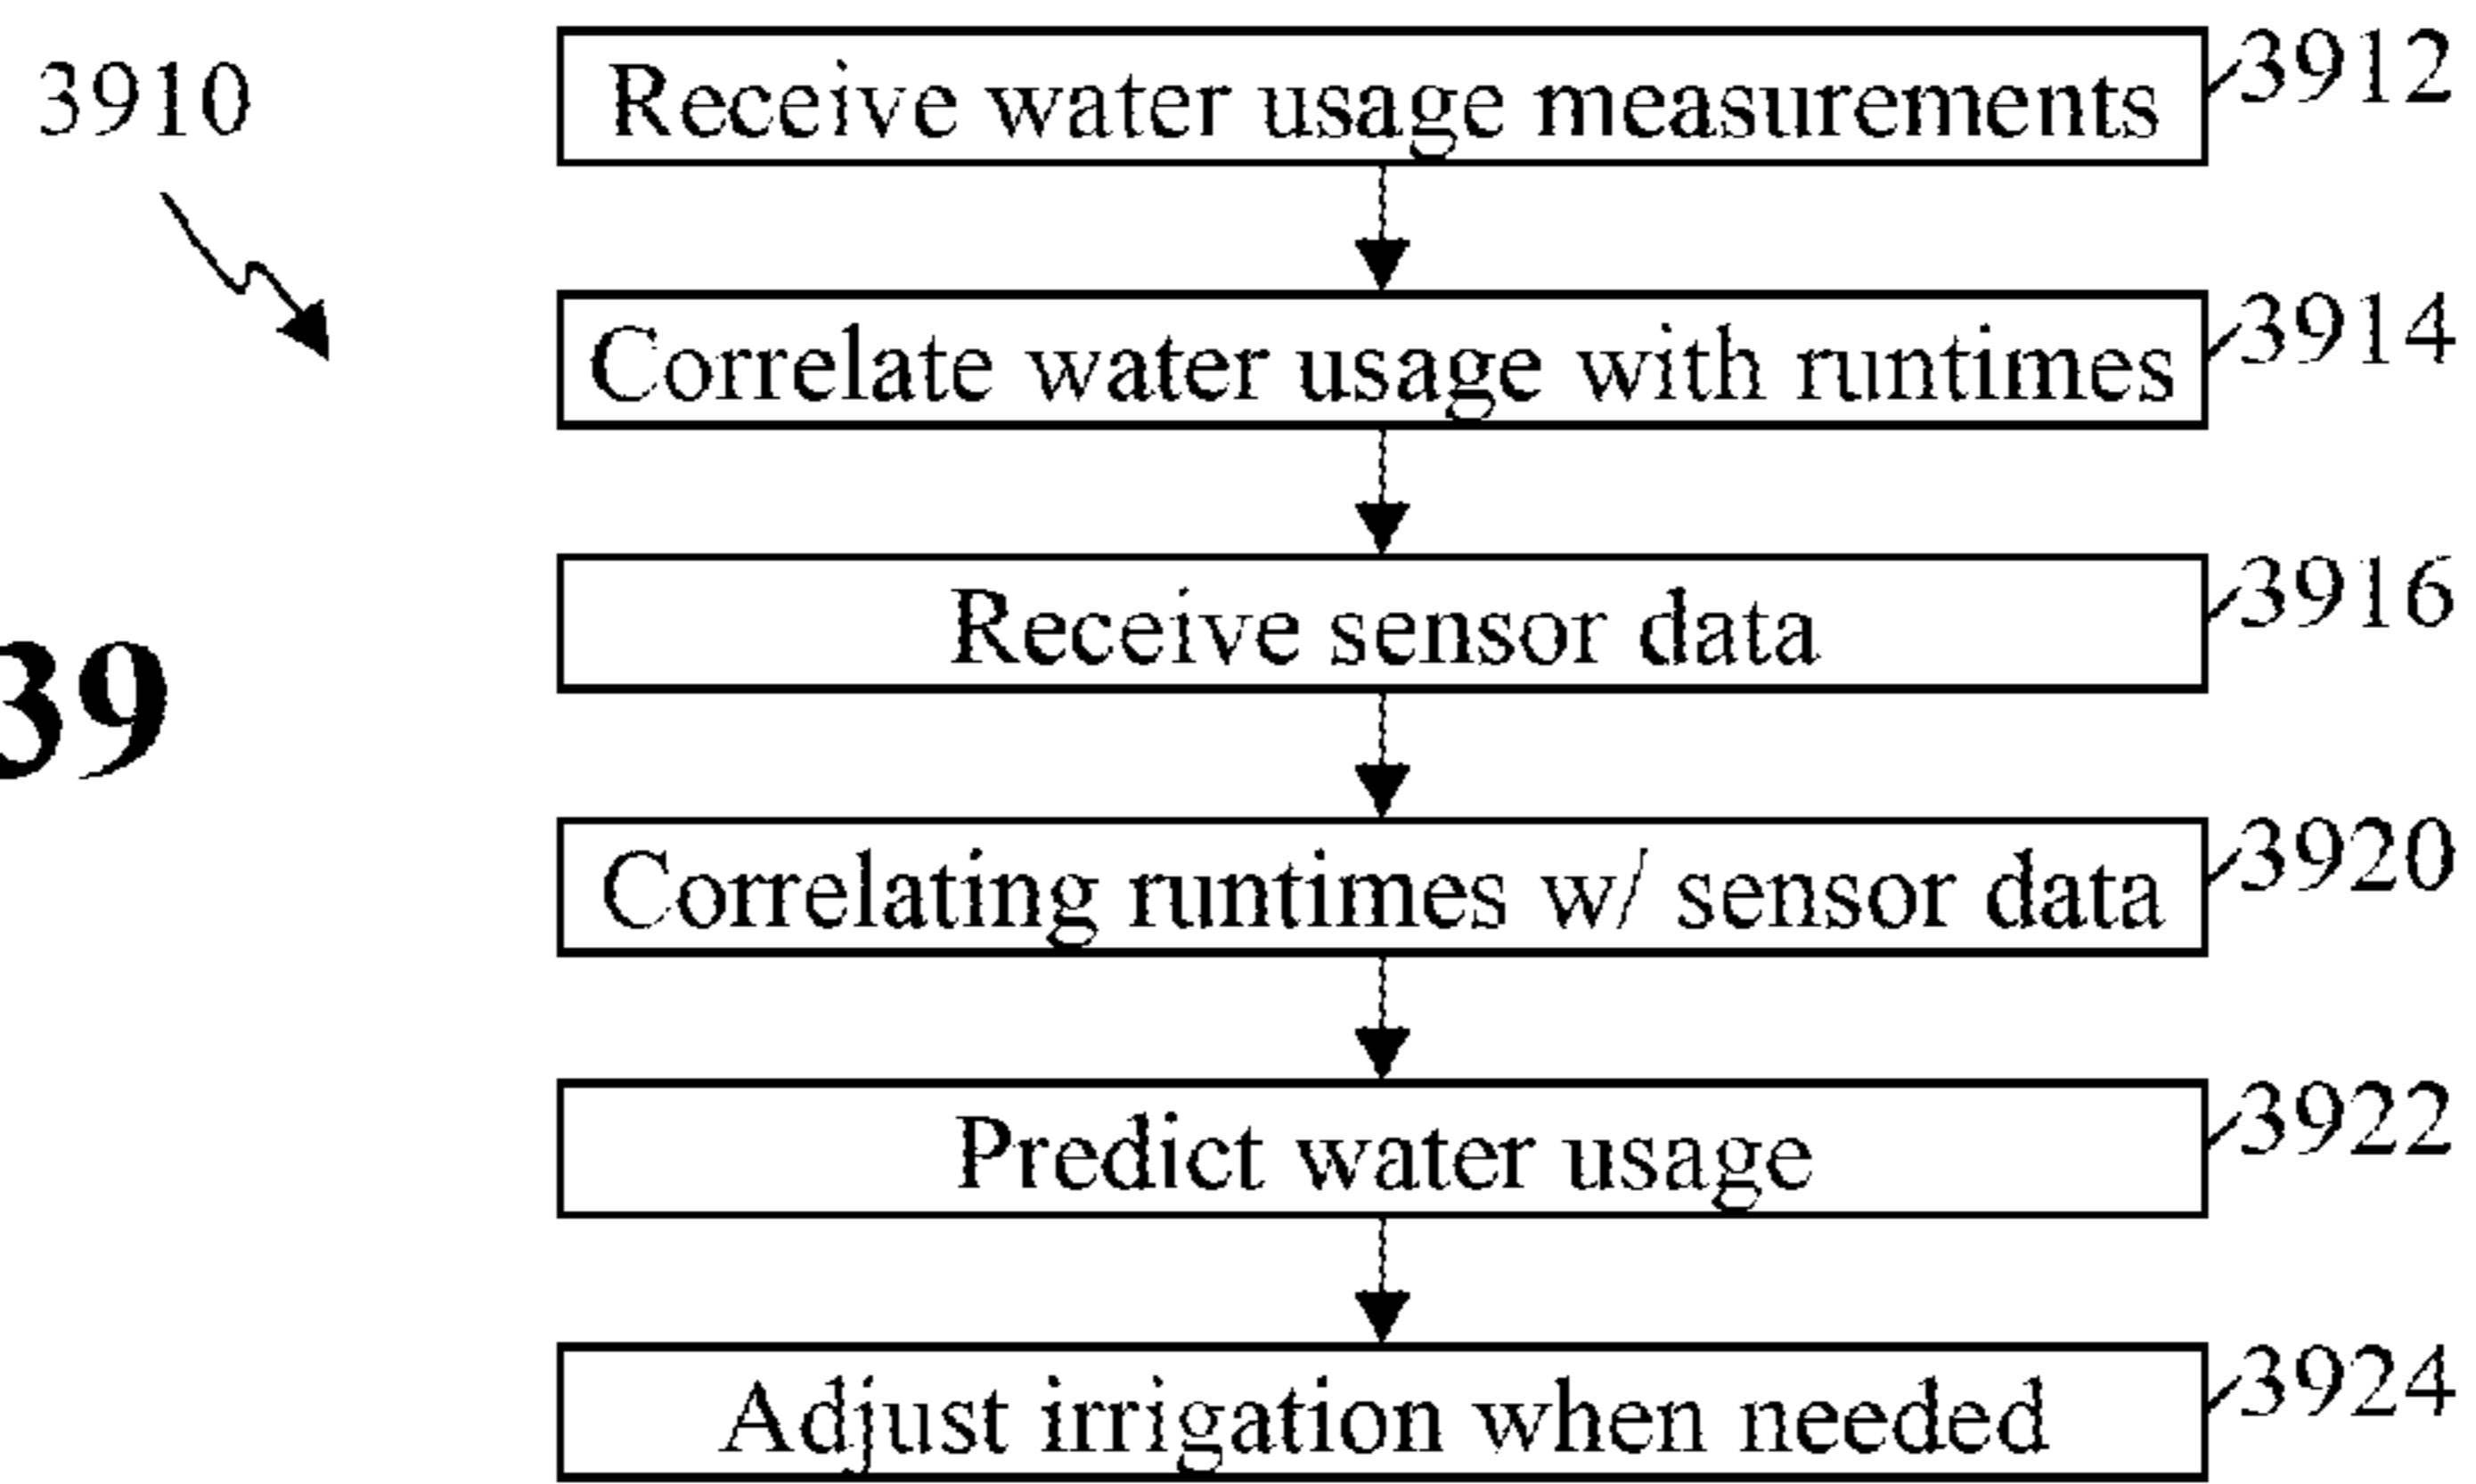 3910
Receive water usage measurements
3912
Correlate water usage with runtimes
3914
Receive sensor data
3916
39
Correlating runtimes w/ sensor data
3920
Predict water usage
3922
Adjust irrigation when needed
3924